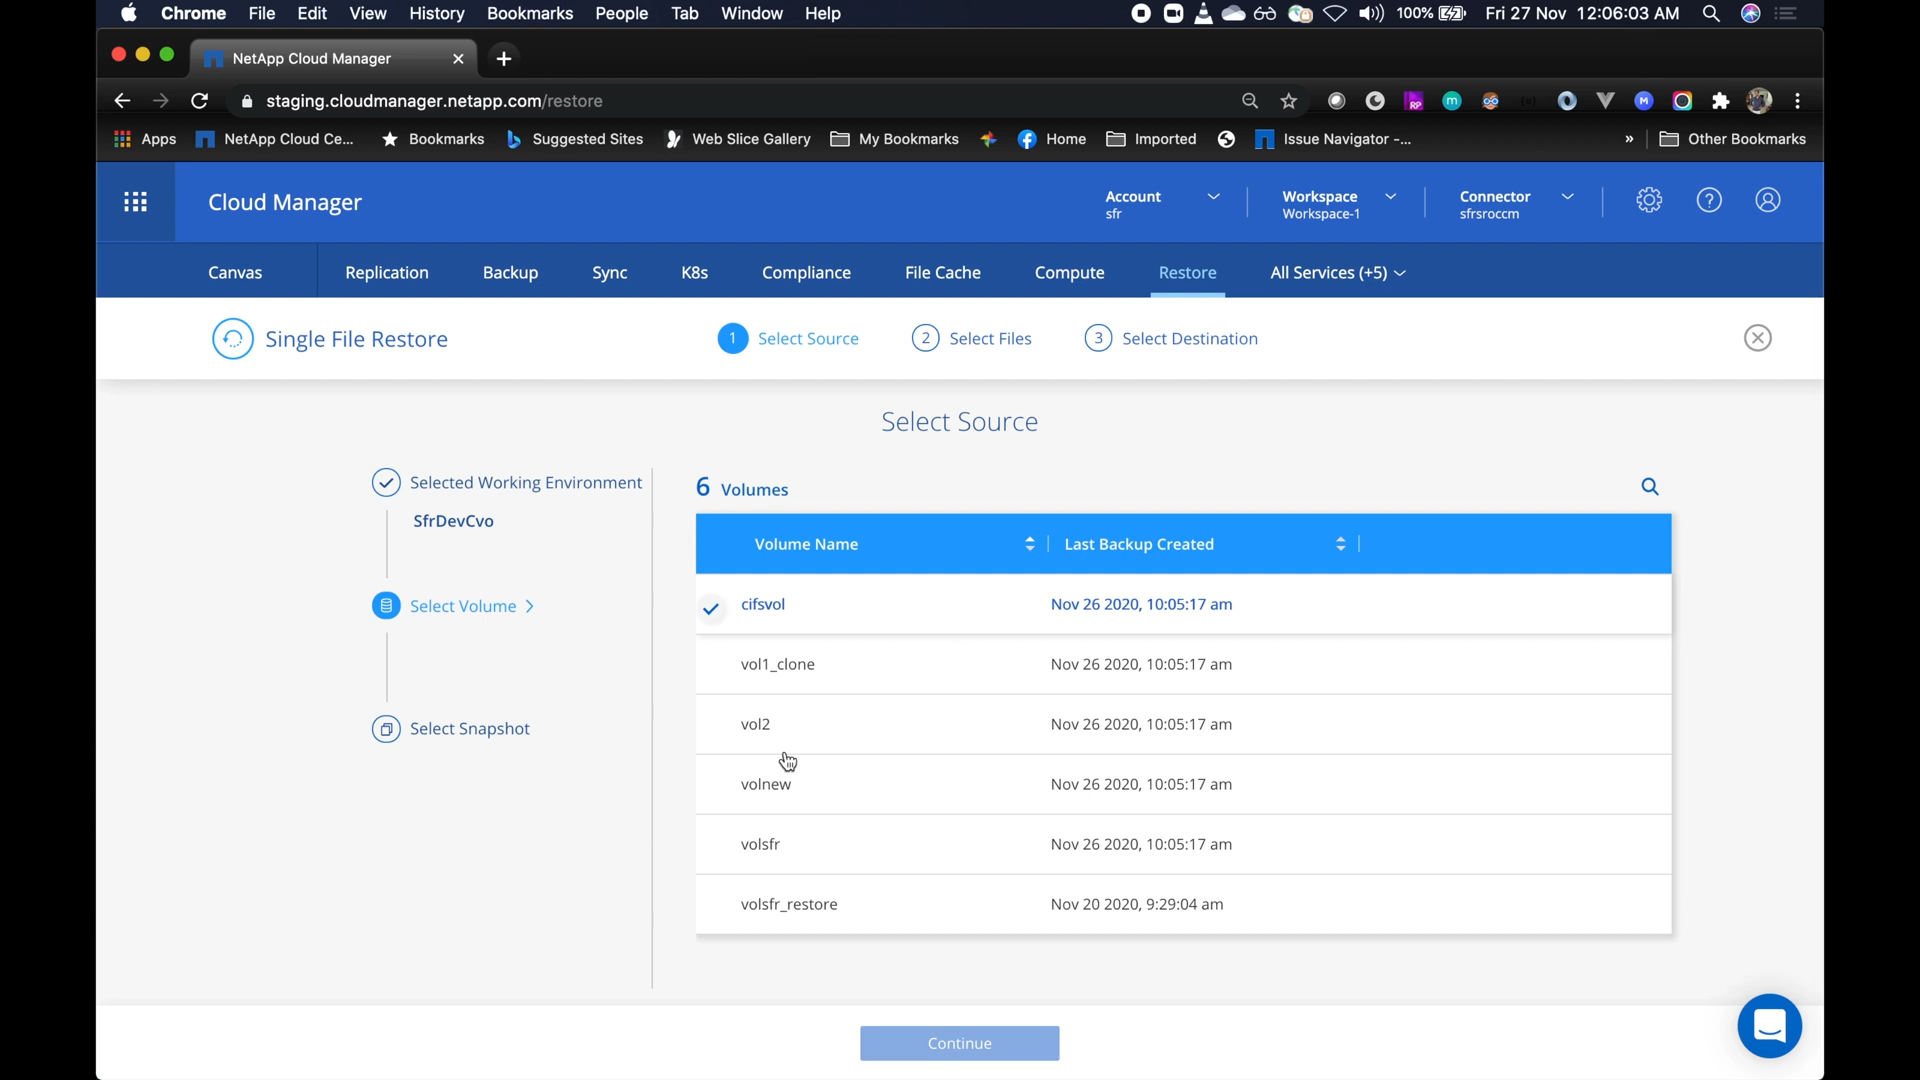 Chrome File Edit View History Bookmarks People Tab Window Help 100% Fri 27 Nov 12:06:03 AM
NetApp Cloud Manager
staging.cloudmanager.netapp.com/restore
Apps NetApp Cloud Ce... Bookmarks Suggested Sites Web Slice Gallery My Bookmarks Home Imported Issue Navigator -... » Other Bookmarks
Cloud Manager
Account
sfr
Workspace
Workspace-1
Connector
sfrsroccm
Canvas Replication Backup Sync K8s Compliance File Cache Compute Restore All Services (+5)
Single File Restore
1 Select Source 2 Select Files 3 Select Destination
Select Source
Selected Working Environment
SfrDevCvo
Select Volume
Select Snapshot
6 Volumes
Volume Name Last Backup Created
cifsvol Nov 26 2020, 10:05:17 am
vol1_clone Nov 26 2020, 10:05:17 am
vol2 Nov 26 2020, 10:05:17 am
volnew Nov 26 2020, 10:05:17 am
volsfr Nov 26 2020, 10:05:17 am
volsfr_restore Nov 20 2020, 9:29:04 am
Continue